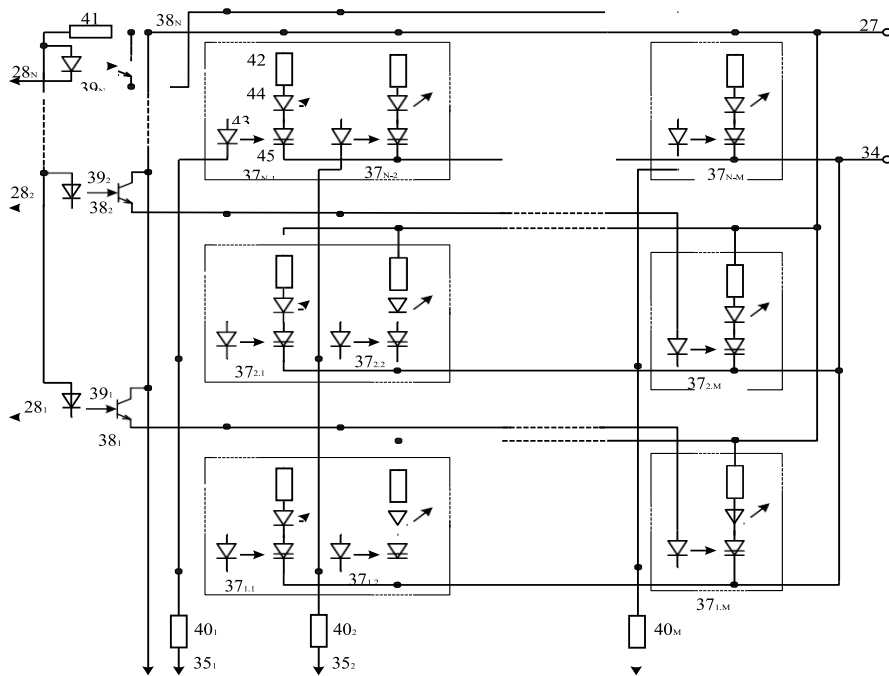 41 38N 27
28N 42
39N 44
43
45 34
39₂ 37N-1 37N-2 37N-M
28₂ 38₂
37₂.₁ 37₂.₂ 37₂.M
39₁
28₁
38₁
37₁.₁ 37₁.₂
37₁.M
40₁ 40₂ 40M
35₁ 35₂